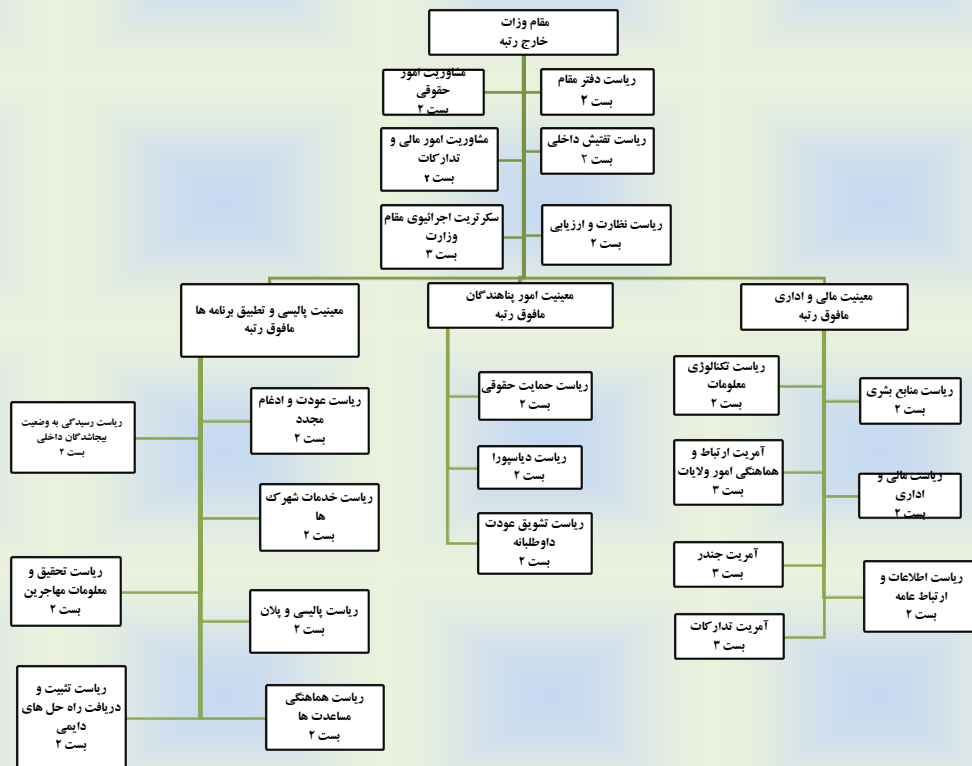 مقام وزات
خارج رتبه
ریاست دفتر مقام
بست ۲
مشاوریت امور
حقوقی
بست ۲
ریاست تفتیش داخلی
بست ۲
مشاوریت امور مالی و
تدارکات
بست ۲
ریاست نظارت و ارزیابی
بست ۲
سکرتریت اجرائیوی مقام
وزارت
بست ۳
معینیت مالی و اداری
مافوق رتبه
معینیت امور پناهندگان
مافوق رتبه
معینیت پالیسی و تطبیق برنامه ها
مافوق رتبه
ریاست منابع بشری
بست ۲
ریاست تکنالوژی
معلومات
بست ۲
ریاست مالی و
اداری
بست ۲
آمریت ارتباط و
هماهنگی امور ولایات
بست ۳
ریاست اطلاعات و
ارتباط عامه
بست ۲
آمریت جندر
بست ۳
آمریت تدارکات
بست ۳
ریاست حمایت حقوقی
بست ۲
ریاست دیاسپورا
بست ۲
ریاست تشویق عودت
داوطلبانه
بست ۲
ریاست عودت و ادغام
مجدد
بست ۲
ریاست رسیدگی به وضعیت
بیجاشدگان داخلی
بست ۲
ریاست خدمات شهرک
ها
بست ۲
ریاست تحقیق و
معلومات مهاجرین
بست ۲
ریاست پالیسی و پلان
بست ۲
ریاست تثبیت و
دریافت راه حل های
دایمی
بست ۲
ریاست هماهنگی
مساعدت ها
بست ۲